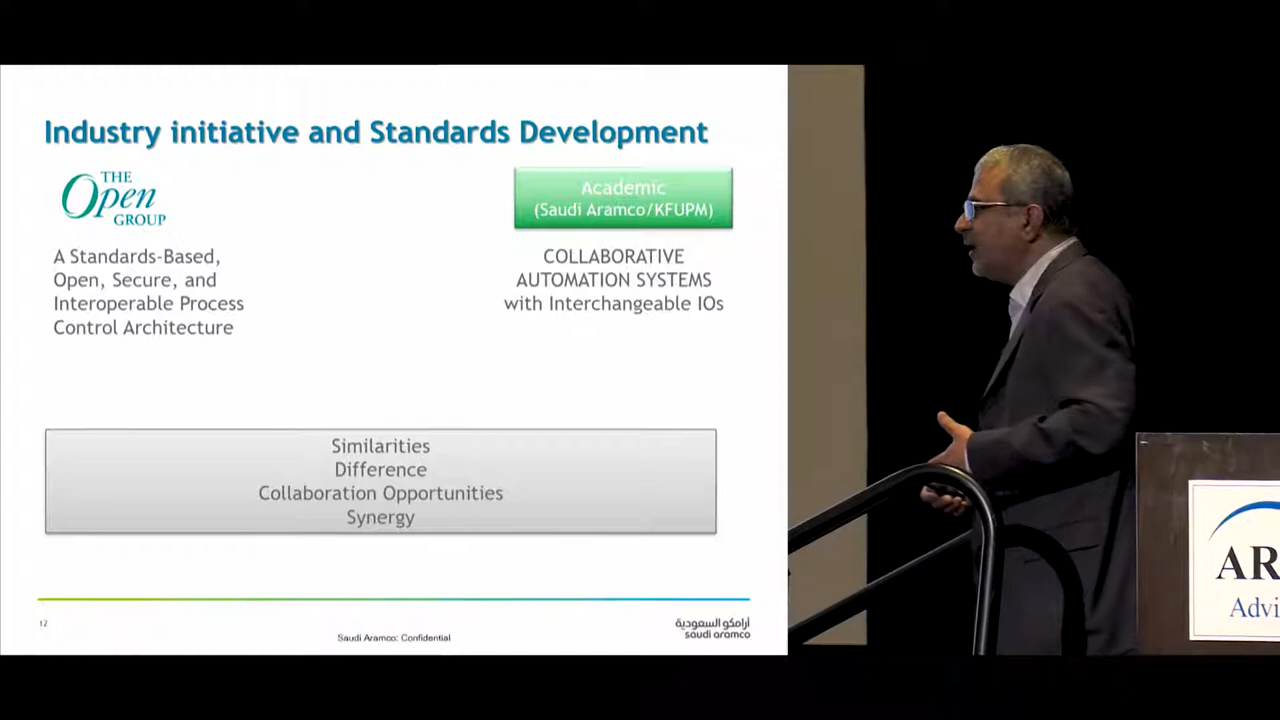 Industry initiative and Standards Development
THE
Open
GROUP
A Standards-Based,
Open, Secure, and
Interoperable Process
Control Architecture
Academic
(Saudi Aramco/KFUPM)
COLLABORATIVE
AUTOMATION SYSTEMS
with Interchangeable IOs
Similarities
Difference
Collaboration Opportunities
Synergy
12
Saudi Aramco: Confidential
أرامكو السعودية
saudi aramco
AR
Advi